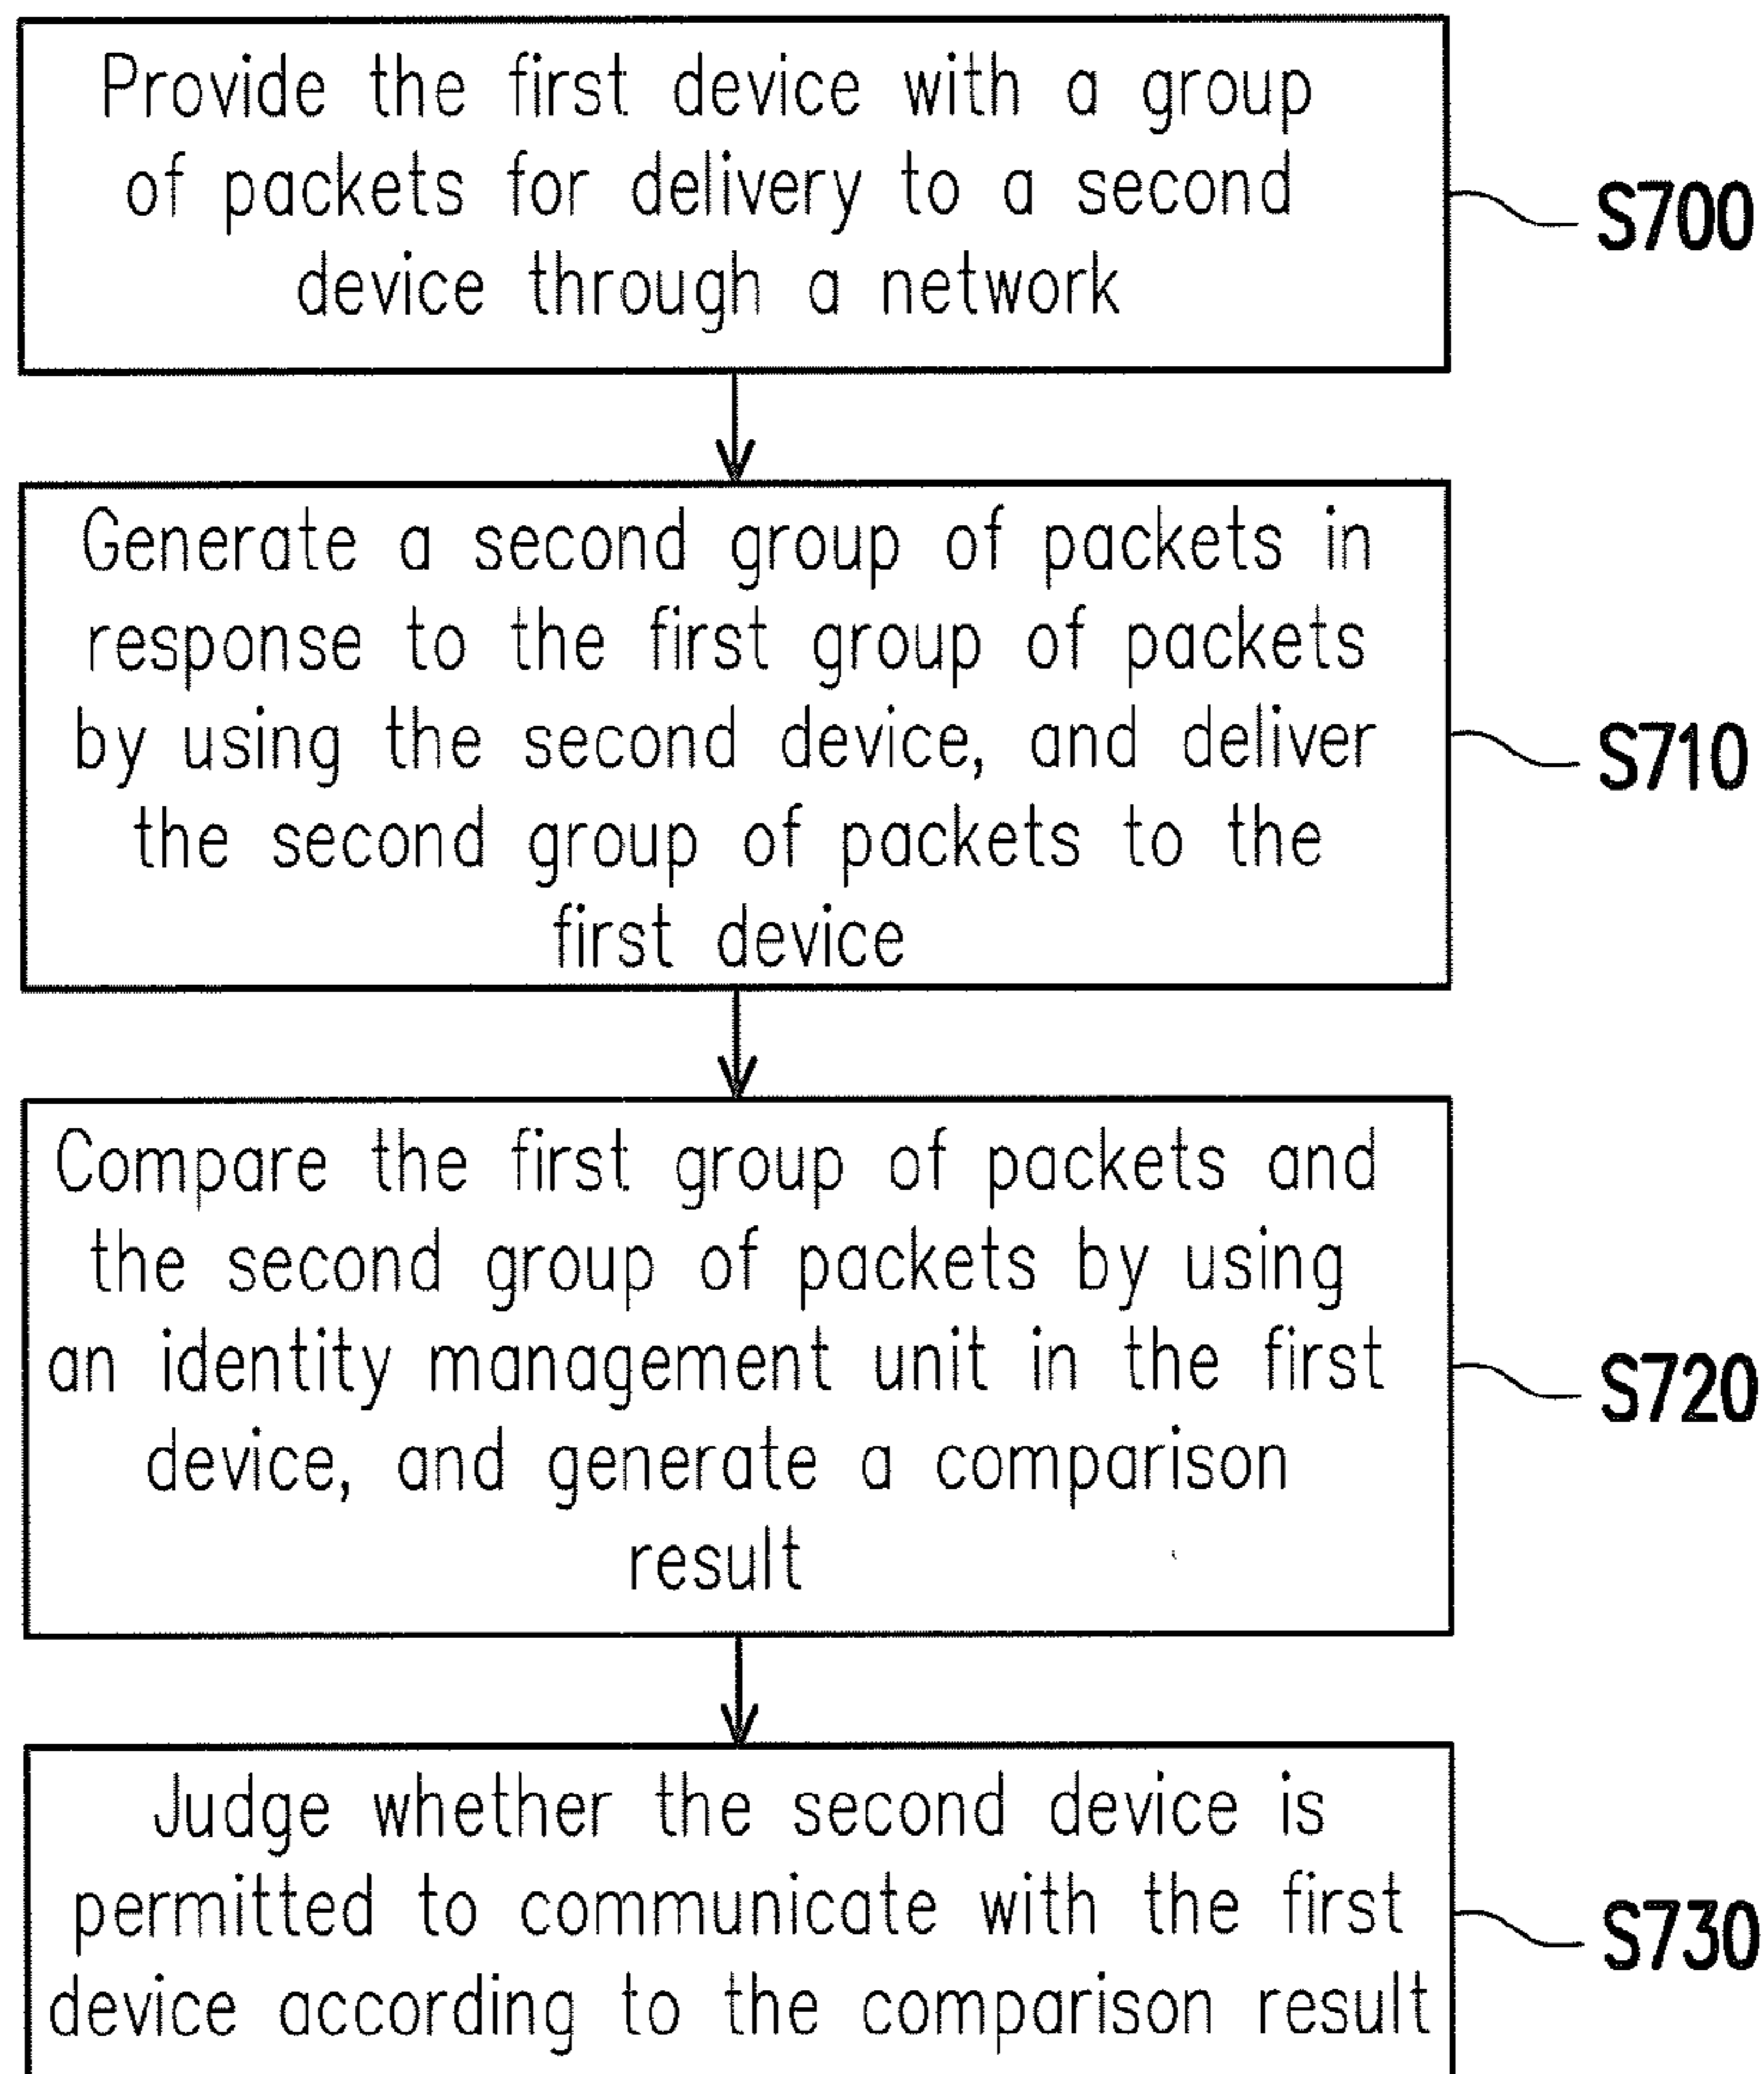 Provide the first device with a group
of packets for delivery to a second
device through a network
S700
Generate a second group of packets in
response to the first group of packets
by using the second device, and deliver
the second group of packets to the
first device
S710
Compare the first group of packets and
the second group of packets by using
an identity management unit in the first
device, and generate a comparison
result
S720
Judge whether the second device is
permitted to communicate with the first
device according to the comparison result
S730